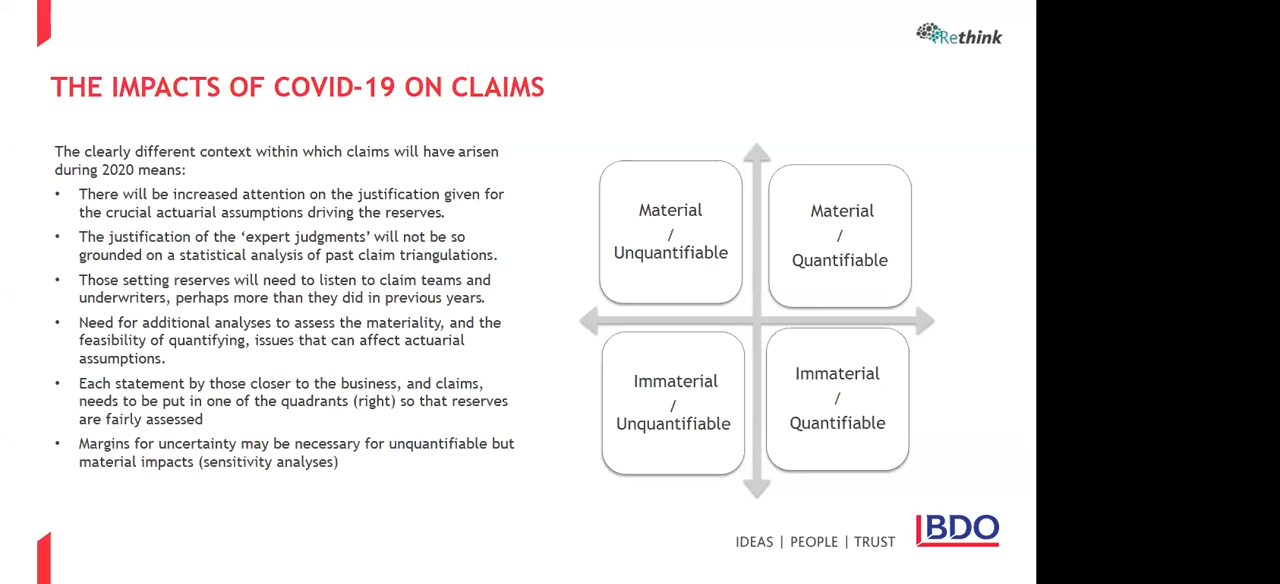 Rethink
THE IMPACTS OF COVID-19 ON CLAIMS
The clearly different context within which claims will have arisen
during 2020 means:
• There will be increased attention on the justification given for
the crucial actuarial assumptions driving the reserves.
• The justification of the ‘expert judgments’ will not be so
grounded on a statistical analysis of past claim triangulations.
• Those setting reserves will need to listen to claim teams and
underwriters, perhaps more than they did in previous years.
• Need for additional analyses to assess the materiality, and the
feasibility of quantifying, issues that can affect actuarial
assumptions.
• Each statement by those closer to the business, and claims,
needs to be put in one of the quadrants (right) so that reserves
are fairly assessed
• Margins for uncertainty may be necessary for unquantifiable but
material impacts (sensitivity analyses)
Material
/
Unquantifiable
Material
/
Quantifiable
Immaterial
/
Unquantifiable
Immaterial
/
Quantifiable
IDEAS | PEOPLE | TRUST
BDO